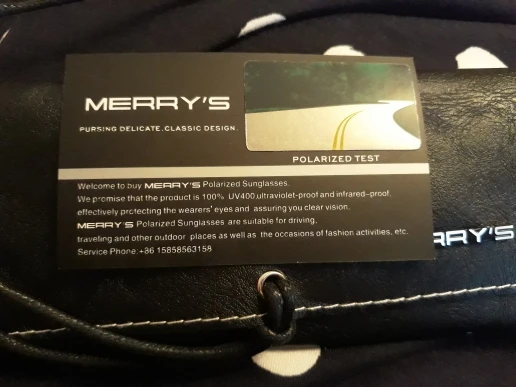 MERRY'S
PURSING DELICATE.CLASSIC DESIGN.
POLARIZED TEST
Welcome to buy MERRY'S Polarized Sunglasses.
We promise that the product is 100% UV400,ultraviolet-proof and infrared-proof,
effectively protecting the wearers' eyes and assuring you clear vision.
MERRY'S Polarized Sunglasses are suitable for driving,
traveling and other outdoor places as well as the occasions of fashion activities, etc.
Service Phone:+86 15858563158
RRY'S